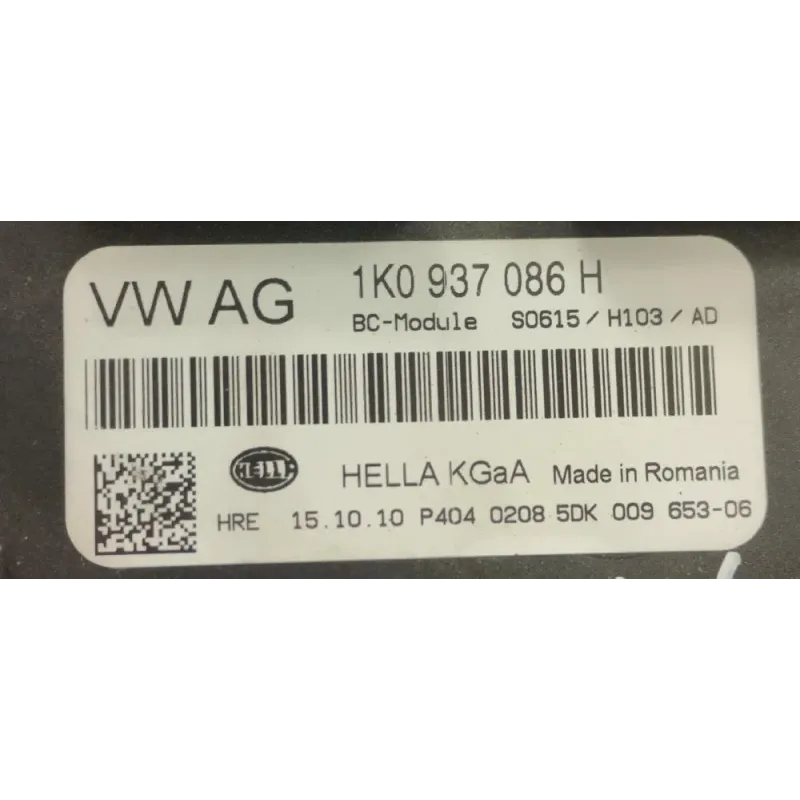 VW AG
1K0 937 086 H
BC-Module S0615 / H103 / AD
HELLA
HELLA KGaA Made in Romania
HRE 15.10.10 P404 0208 5DK 009 653-06